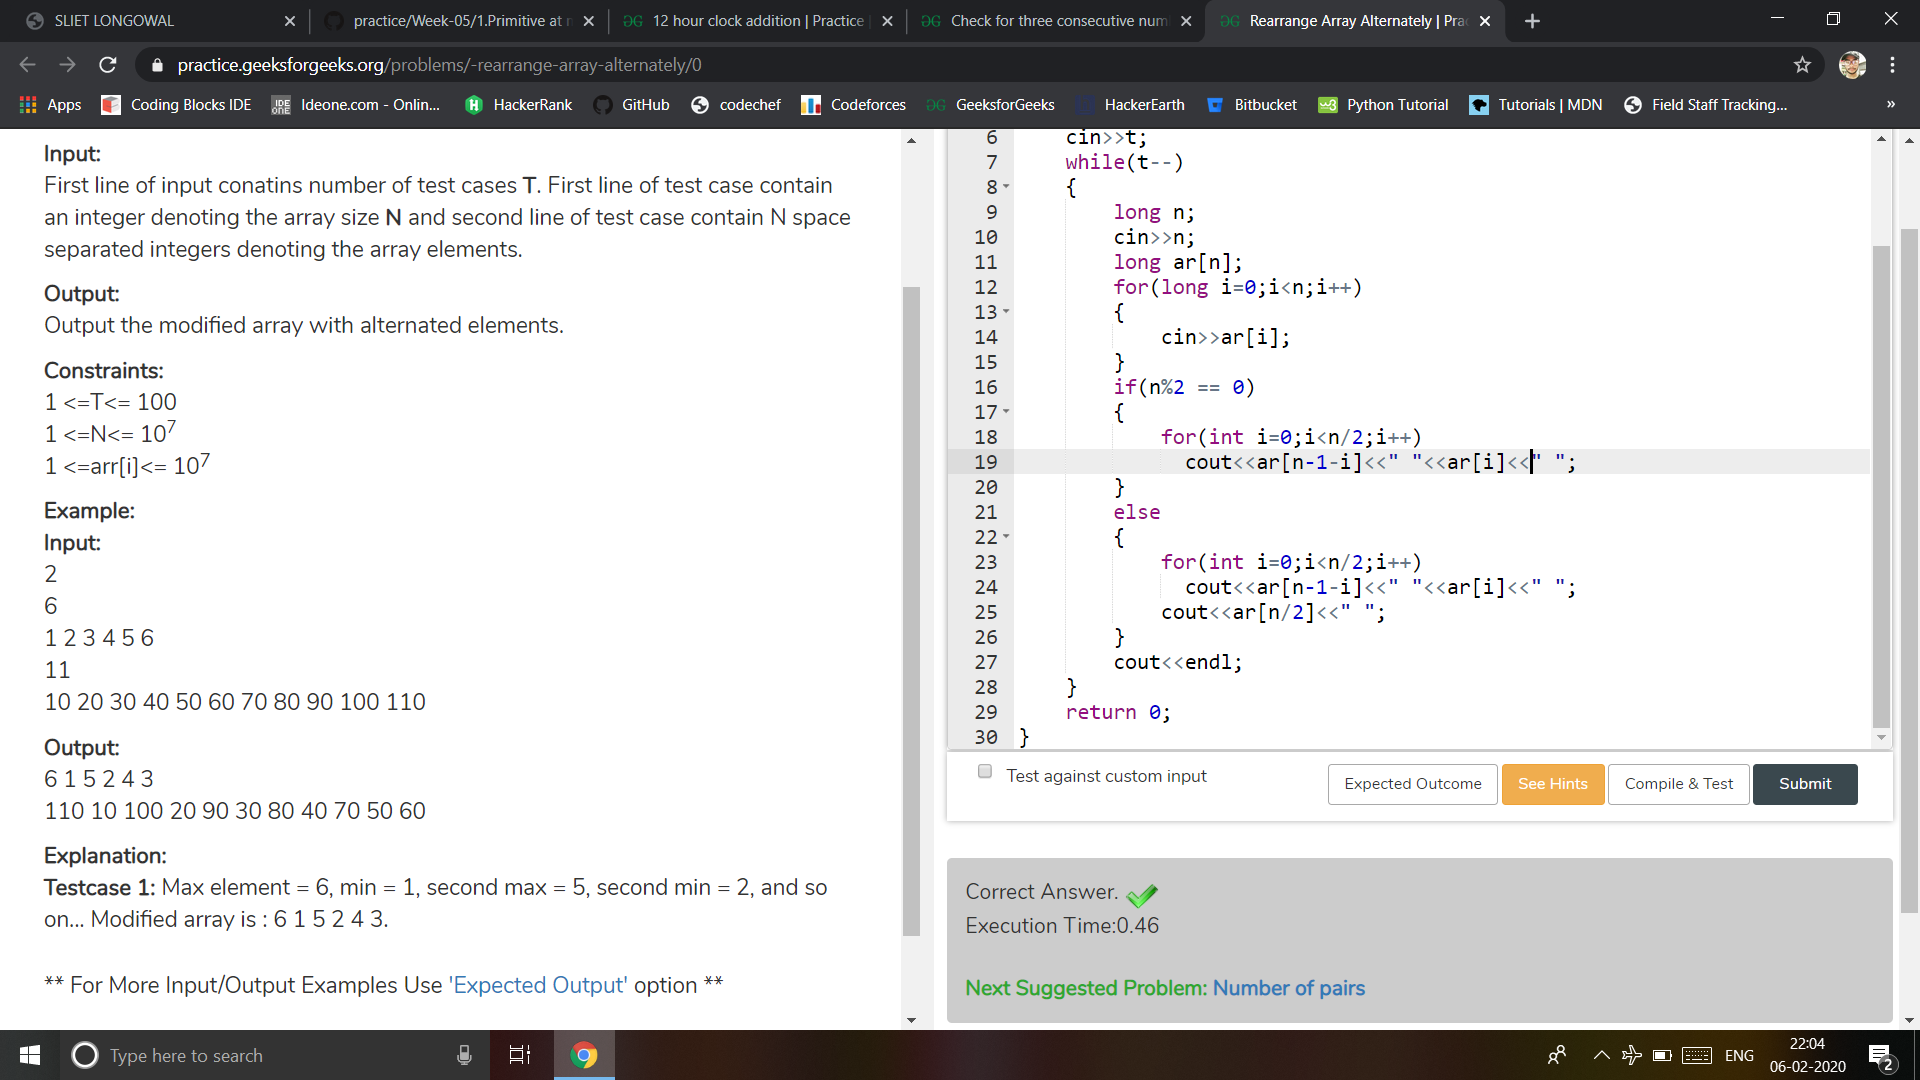 SLIET LONGOWAL
practice/Week-05/1.Primitive at
12 hour clock addition | Practice
Check for three consecutive num
Rearrange Array Alternately | Pra
practice.geeksforgeeks.org/problems/-rearrange-array-alternately/0
Apps
Coding Blocks IDE
IDE ONE
Ideone.com - Onlin...
HackerRank
GitHub
codechef
Codeforces
GeeksforGeeks
HackerEarth
Bitbucket
w3
Python Tutorial
Tutorials | MDN
Field Staff Tracking...
»
Input:
First line of input conatins number of test cases T. First line of test case contain
an integer denoting the array size N and second line of test case contain N space
separated integers denoting the array elements.
Output:
Output the modified array with alternated elements.
Constraints:
1 <=T<= 100
1 <=N<= 10^7
1 <=arr[i]<= 10^7
Example:
Input:
2
6
1 2 3 4 5 6
11
10 20 30 40 50 60 70 80 90 100 110
Output:
6 1 5 2 4 3
110 10 100 20 90 30 80 40 70 50 60
Explanation:
Testcase 1: Max element = 6, min = 1, second max = 5, second min = 2, and so
on... Modified array is : 6 1 5 2 4 3.
** For More Input/Output Examples Use 'Expected Output' option **
6 cin>>t;
7 while(t--)
8 {
9 long n;
10 cin>>n;
11 long ar[n];
12 for(long i=0;i<n;i++)
13 {
14 cin>>ar[i];
15 }
16 if(n%2 == 0)
17 {
18 for(int i=0;i<n/2;i++)
19 cout<<ar[n-1-i]<<" "<<ar[i]<<" ";
20 }
21 else
22 {
23 for(int i=0;i<n/2;i++)
24 cout<<ar[n-1-i]<<" "<<ar[i]<<" ";
25 cout<<ar[n/2]<<" ";
26 }
27 cout<<endl;
28 }
29 return 0;
30 }
Test against custom input
Expected Outcome
See Hints
Compile & Test
Submit
Correct Answer.
Execution Time:0.46
Next Suggested Problem: Number of pairs
Type here to search
ENG
22:04
06-02-2020
2